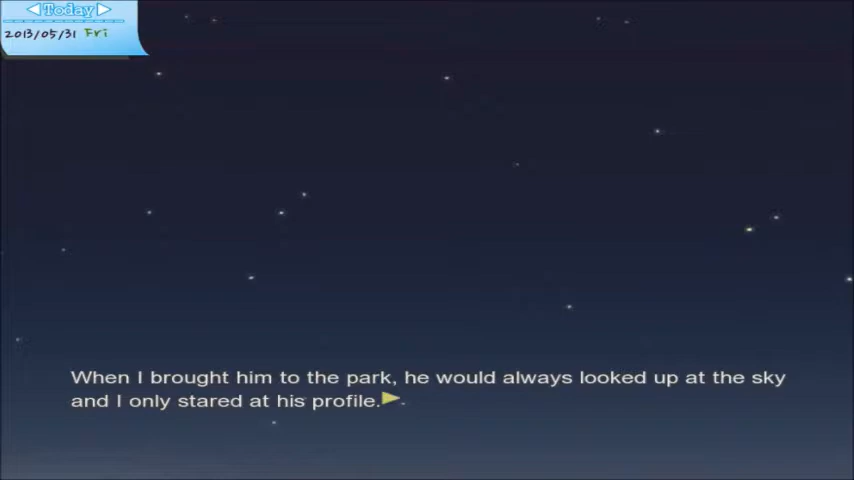 Today
2013/05/31 Fri
When I brought him to the park, he would always looked up at the sky
and I only stared at his profile.